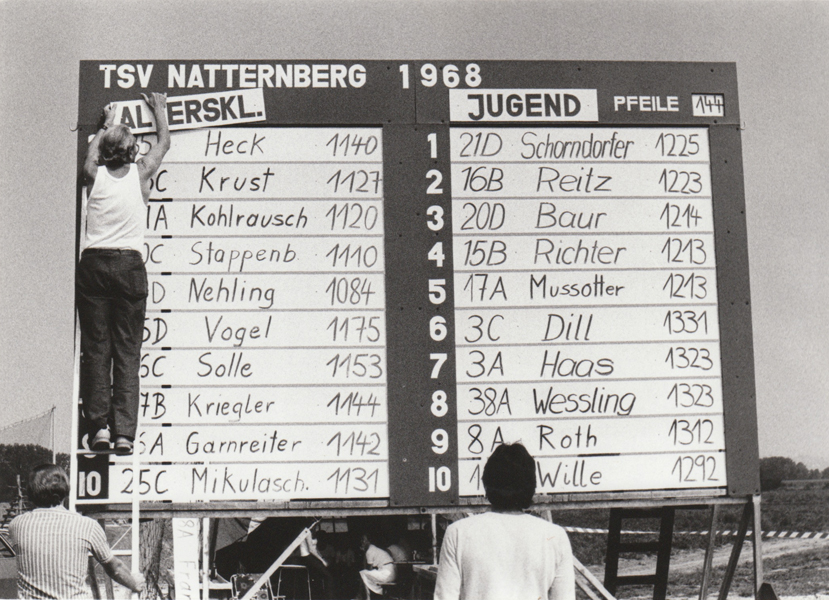 TSV NATTERNBERG 1968
ALTERSKL.
Heck 1140
Krust 1127
Kohlrausch 1120
Stappenb. 1110
Nehling 1084
Vogel 1175
Solle 1153
Kriegler 1144
Garnreiter 1142
10 25C Mikulasch. 1131
JUGEND PFEILE 144
1 21D Schorndorfer 1225
2 16B Reitz 1223
3 20D Baur 1214
4 15B Richter 1213
5 17A Mussotter 1213
6 3C Dill 1331
7 3A Haas 1323
8 38A Wessling 1323
9 8A Roth 1312
10 Wille 1292